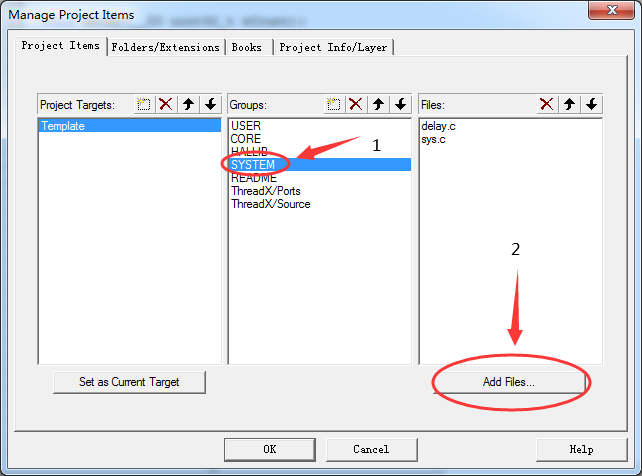 Manage Project Items
Project Items
Folders/Extensions
Books
Project Info/Layer
Project Targets:
Groups:
Files:
Template
USER
CORE
HALLIB
SYSTEM
README
ThreadX/Ports
ThreadX/Source
delay.c
sys.c
1
2
Set as Current Target
Add Files...
OK
Cancel
Help